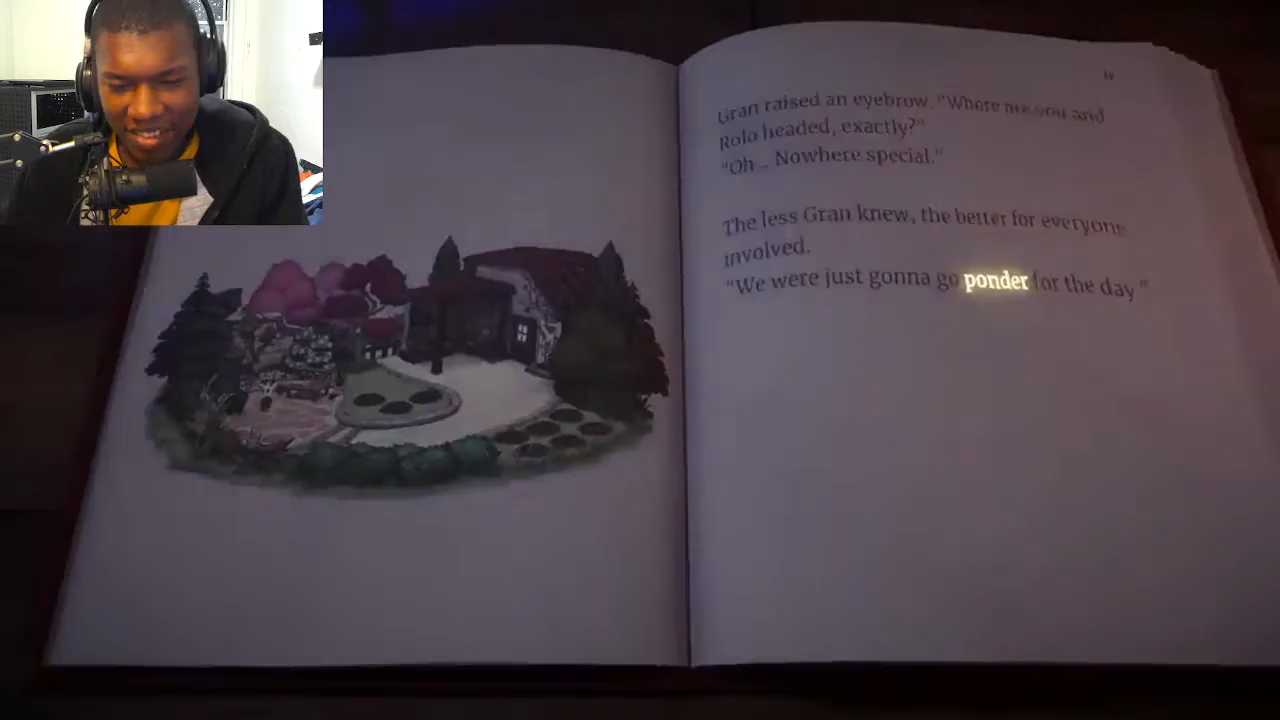 Gran raised an eyebrow. "Where are you and
Rolo headed, exactly?"
"Oh... Nowhere special."
The less Gran knew, the better for everyone
involved.
"We were just gonna go ponder for the day "